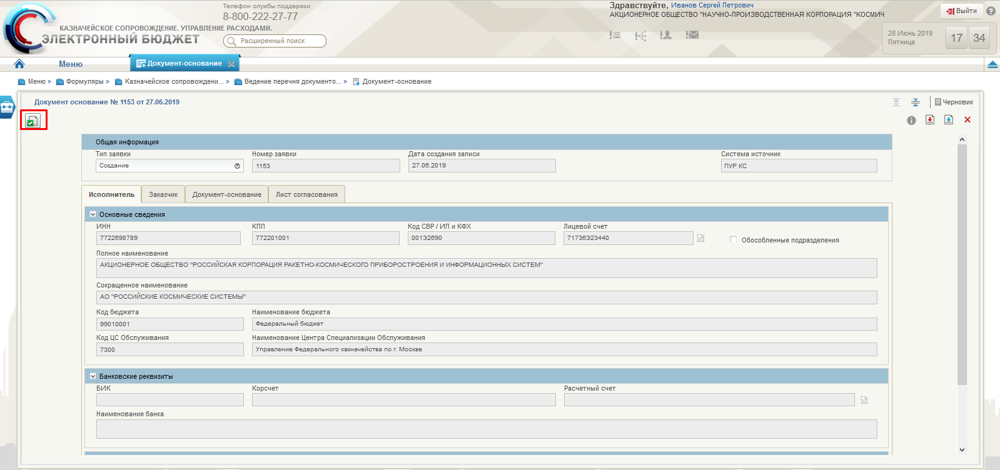 Телефон службы поддержки
8-800-222-27-77
Здравствуйте, Иванов Сергей Петрович
АКЦИОНЕРНОЕ ОБЩЕСТВО "НАУЧНО-ПРОИЗВОДСТВЕННАЯ КОРПОРАЦИЯ "КОСМИЧ
Выйти
КАЗНАЧЕЙСКОЕ СОПРОВОЖДЕНИЕ. УПРАВЛЕНИЕ РАСХОДАМИ.
ЭЛЕКТРОННЫЙ БЮДЖЕТ
Расширенный поиск
28 Июнь 2019
Пятница
17 34
Меню
Документ-основание
Меню > Формуляры > Казначейское сопровождени... > Ведение перечня документо... > Документ-основание
Документ основание № 1153 от 27.06.2019
Черновик
Общая информация
Тип заявки Номер заявки Дата создания записи Система источник
Создание 1153 27.06.2019 ПУР КС
Исполнитель Заказчик Документ-основание Лист согласования
Основные сведения
ИНН КПП Код СВР / ИП и КФХ Лицевой счет
7722698789 772201001 001Э2690 71736Э23440 Обособленные подразделения
Полное наименование
АКЦИОНЕРНОЕ ОБЩЕСТВО "РОССИЙСКАЯ КОРПОРАЦИЯ РАКЕТНО-КОСМИЧЕСКОГО ПРИБОРОСТРОЕНИЯ И ИНФОРМАЦИОННЫХ СИСТЕМ"
Сокращенное наименование
АО "РОССИЙСКИЕ КОСМИЧЕСКИЕ СИСТЕМЫ"
Код бюджета Наименование бюджета
99010001 Федеральный бюджет
Код ЦС Обслуживания Наименование Центра Специализации Обслуживания
7300 Управление Федерального казначейства по г. Москве
Банковские реквизиты
БИК Корсчет Расчетный счет
Наименование банка